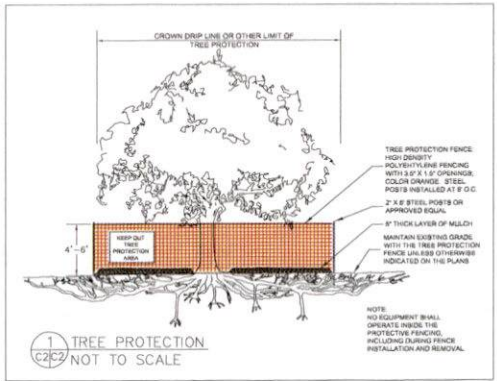 CROWN DRIP LINE OR OTHER LIMIT OF
TREE PROTECTION
TREE PROTECTION FENCE:
HIGH DENSITY
POLYEHTYLENE FENCING
WITH 3.5" X 1.5" OPENINGS;
COLOR ORANGE. STEEL
POSTS INSTALLED AT 8' O.C.
2" X 6' STEEL POSTS OR
APPROVED EQUAL
5" THICK LAYER OF MULCH
MAINTAIN EXISTING GRADE
WITH THE TREE PROTECTION
FENCE UNLESS OTHERWISE
INDICATED ON THE PLANS
4'-6"
KEEP OUT
TREE
PROTECTION
AREA
NOTE:
NO EQUIPMENT SHALL
OPERATE INSIDE THE
PROTECTIVE FENCING,
INCLUDING DURING FENCE
INSTALLATION AND REMOVAL
1
C2 C2
TREE PROTECTION
NOT TO SCALE